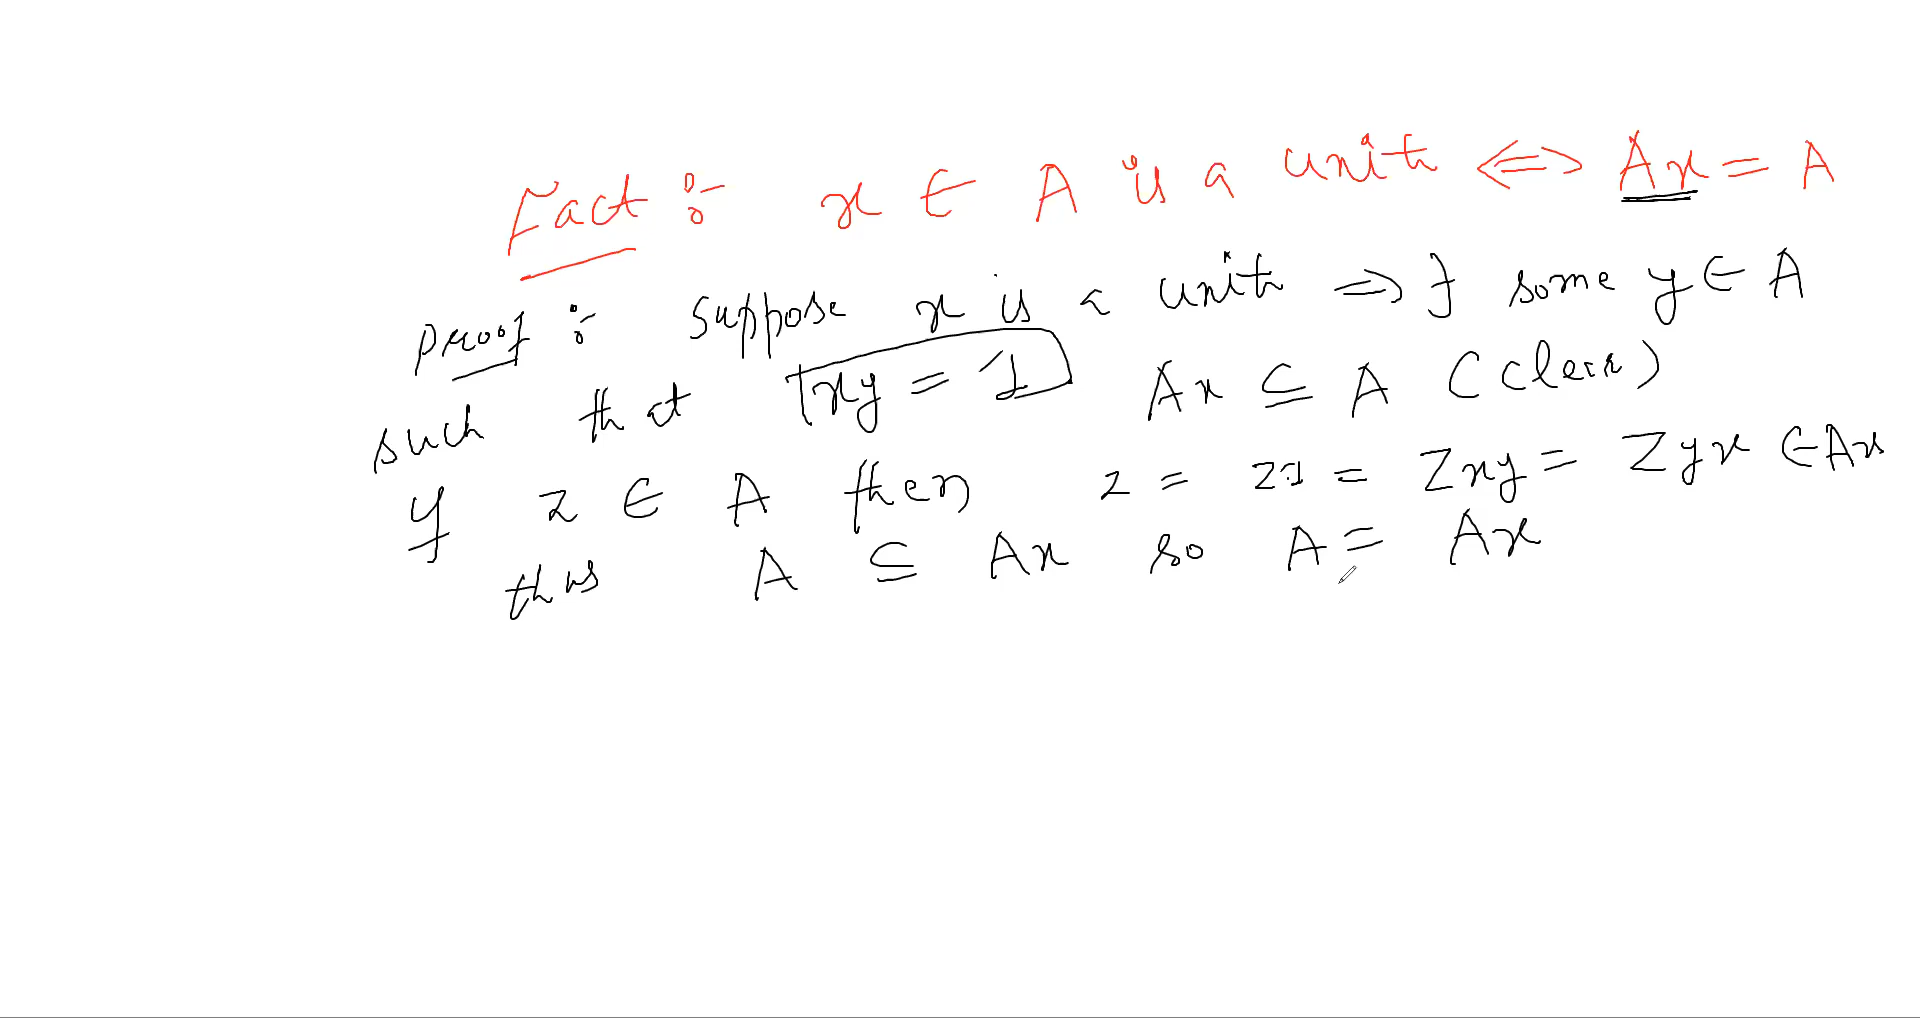 Fact :- x ∈ A is a unit ⇔ Ax = A
Proof :- Suppose x is a unit ⇒ ∃ some y ∈ A
such that xy = 1 Ax ⊆ A (clear)
If z ∈ A then z = z·1 = zxy = zyx ∈ Ax
thus A ⊆ Ax so A = Ax